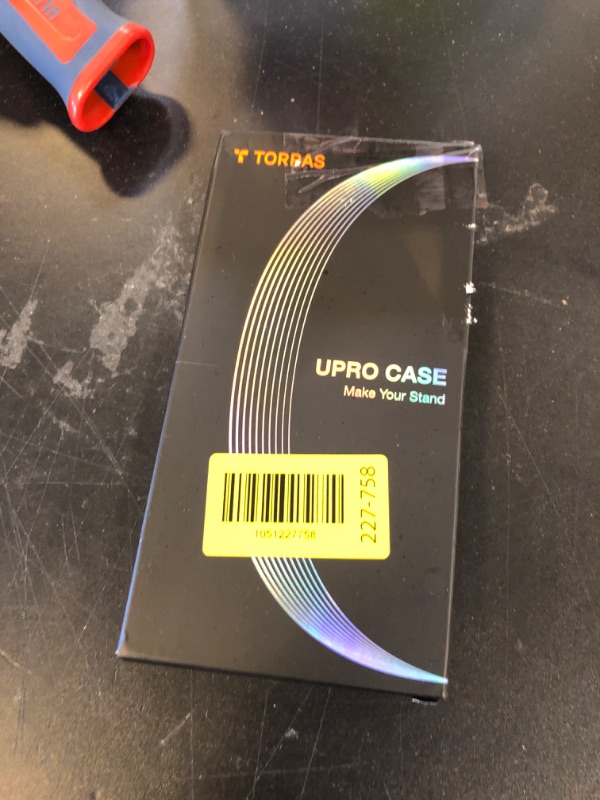 TORRAS
UPRO CASE
Make Your Stand
1051227758
227-758